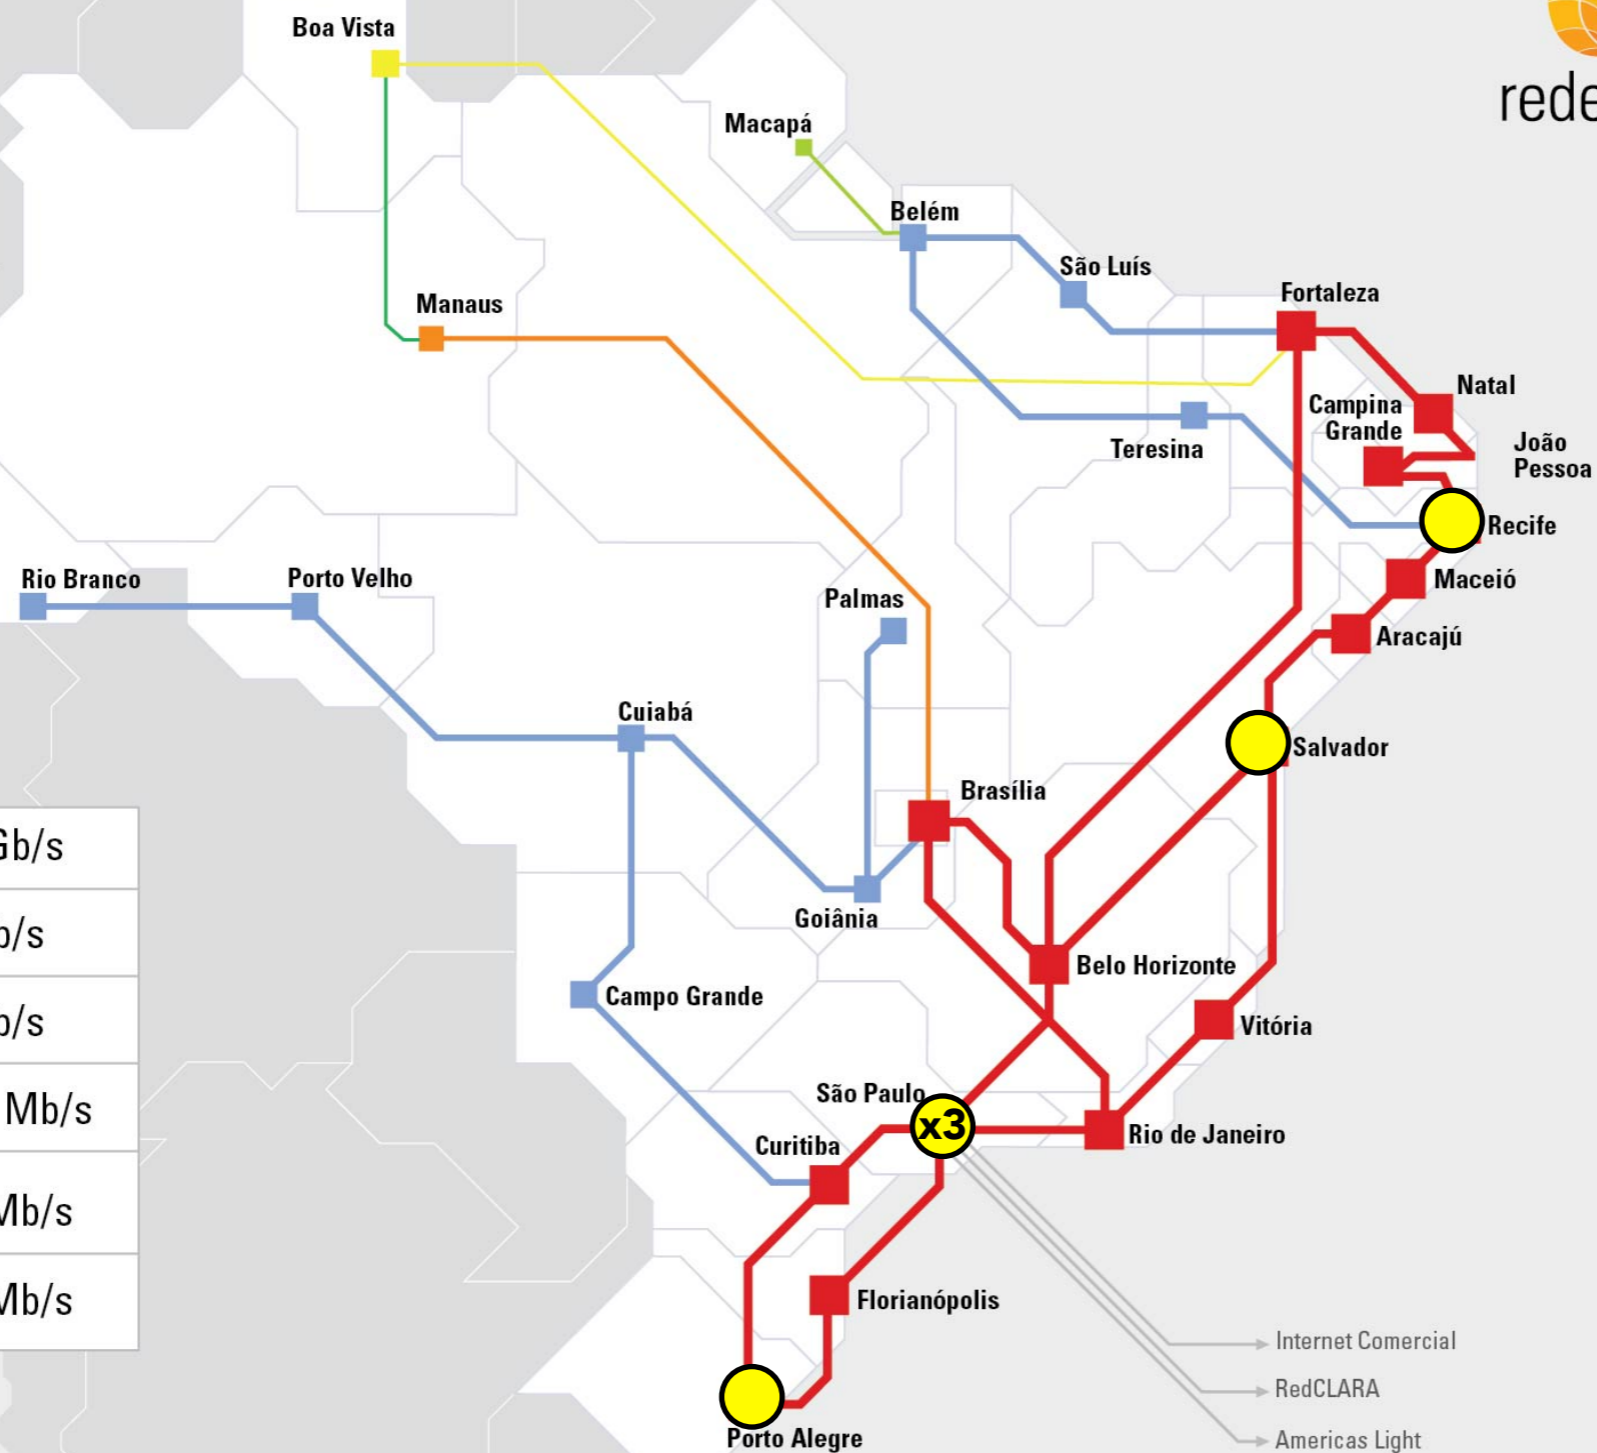 Boa Vista
rede
Macapá
Belém
São Luís
Fortaleza
Manaus
Natal
Campina
Grande
João
Pessoa
Teresina
Recife
Rio Branco
Porto Velho
Maceió
Palmas
Aracajú
Cuiabá
Salvador
Brasília
Gb/s
Goiânia
b/s
Belo Horizonte
Campo Grande
b/s
Vitória
São Paulo
Mb/s
x3
Rio de Janeiro
Curitiba
Mb/s
Florianópolis
Mb/s
Internet Comercial
RedCLARA
Porto Alegre
Americas Light